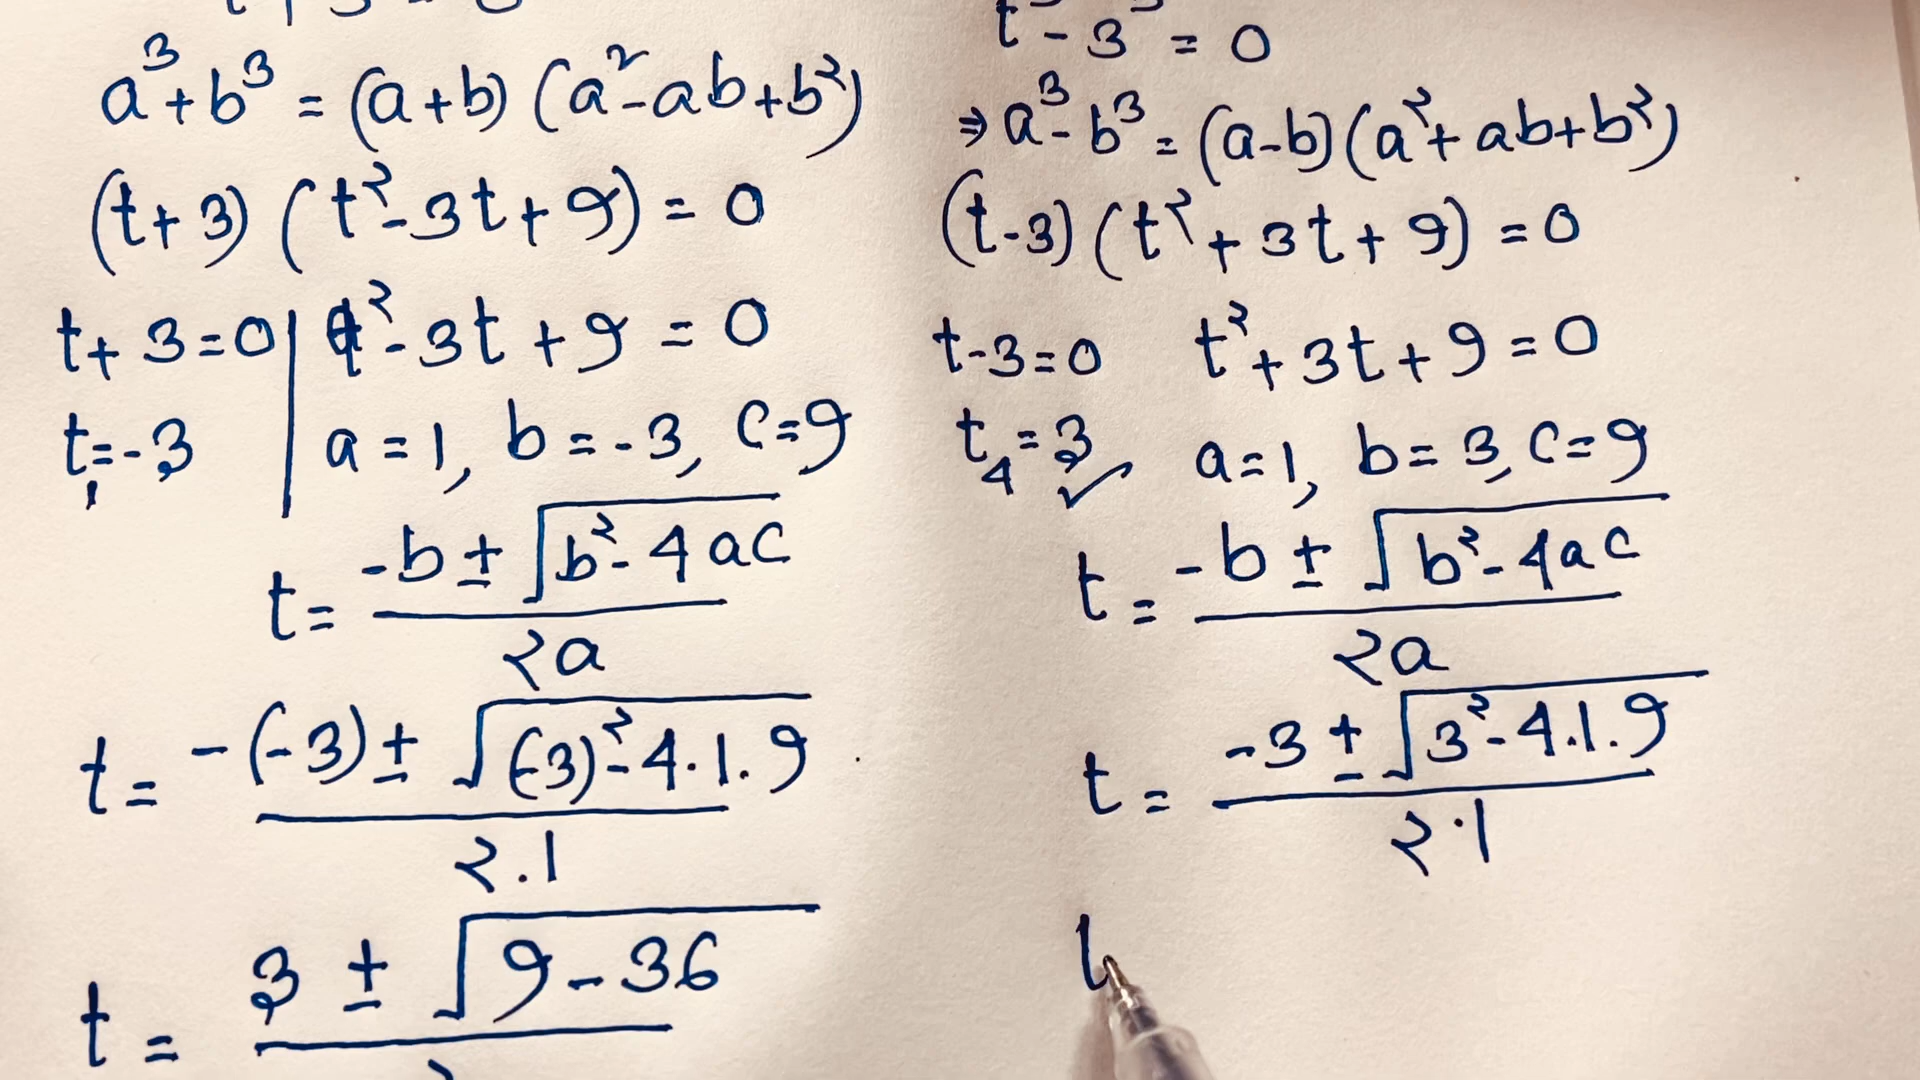 a³+b³ = (a+b) (a²-ab+b²)
(t+3) (t²-3t+9) = 0
t+3=0 | t²-3t+9 = 0
t₁=-3 | a=1, b=-3, c=9
t= -b ± √b²-4ac / 2a
t= -(-3) ± √(-3)²-4.1.9 / 2.1
t= 3 ± √9-36
t³-3³=0
⇒ a³-b³=(a-b)(a²+ab+b²)
(t-3)(t²+3t+9)=0
t-3=0 t²+3t+9=0
t₄=3 ✓ a=1, b=3, c=9
t= -b ± √b²-4ac / 2a
t= -3 ± √3²-4.1.9 / 2.1
t